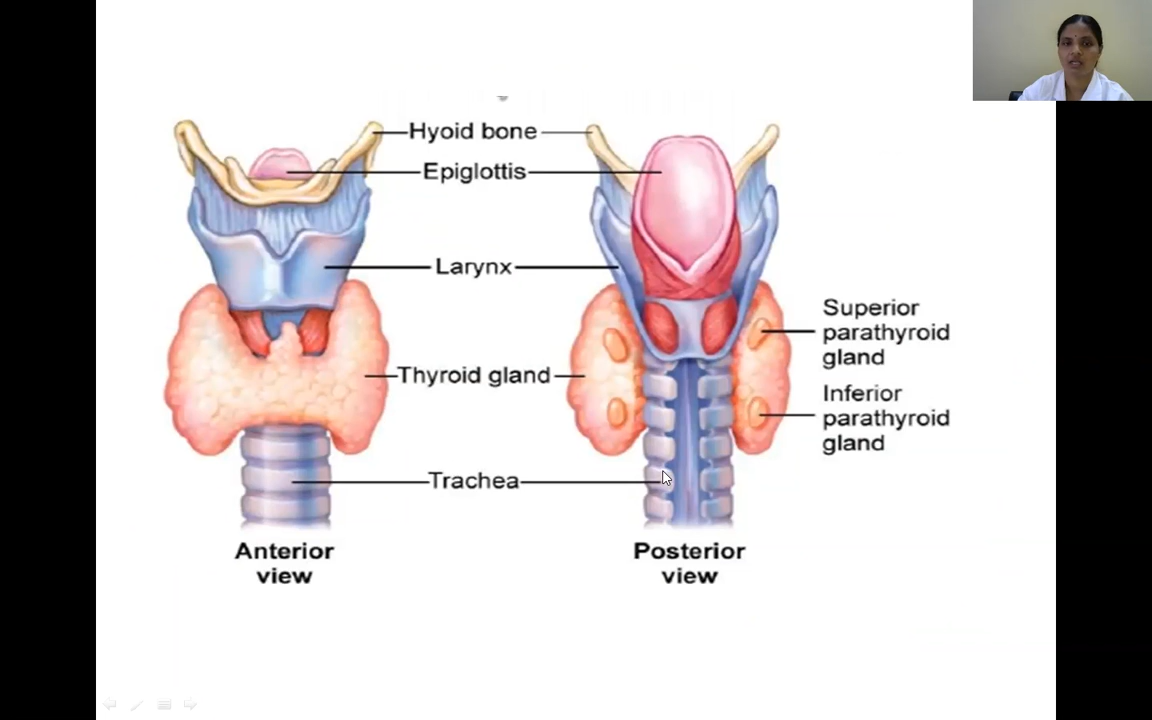 Hyoid bone
Epiglottis
Larynx
Superior
parathyroid
gland
Thyroid gland
Inferior
parathyroid
gland
Trachea
Anterior
view
Posterior
view